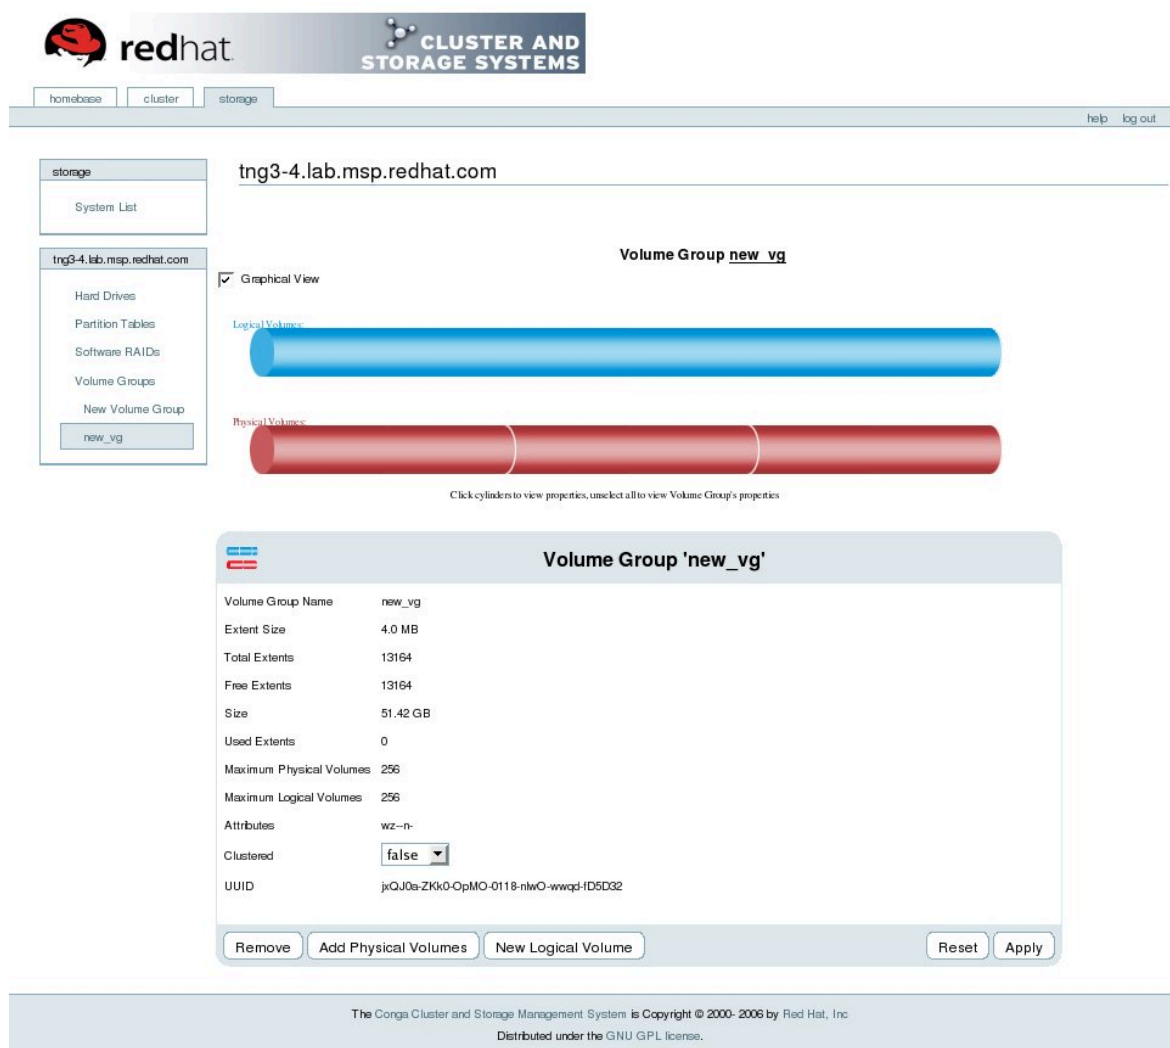 redhat.
CLUSTER AND
STORAGE SYSTEMS
homebase
cluster
storage
help log out
storage
System List
tng3-4.lab.msp.redhat.com
Hard Drives
Partition Tables
Software RAIDs
Volume Groups
New Volume Group
new_vg
tng3-4.lab.msp.redhat.com
Volume Group new_vg
Graphical View
Logical Volumes:
Physical Volumes:
Click cylinders to view properties, unselect all to view Volume Group's properties
Volume Group 'new_vg'
Volume Group Name new_vg
Extent Size 4.0 MB
Total Extents 13164
Free Extents 13164
Size 51.42 GB
Used Extents 0
Maximum Physical Volumes 256
Maximum Logical Volumes 256
Attributes wz--n-
Clustered false
UUID jxQJ0a-ZKk0-OpMO-0118-nlwO-wwqd-fD5D32
Remove Add Physical Volumes New Logical Volume Reset Apply
The Conga Cluster and Storage Management System is Copyright © 2000- 2006 by Red Hat, Inc
Distributed under the GNU GPL license.